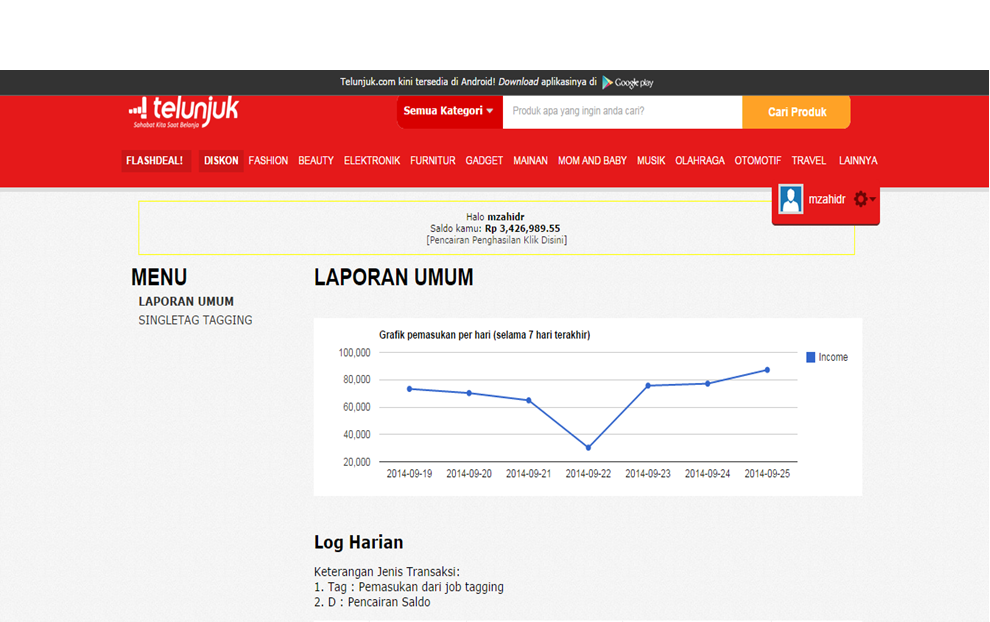 Telunjuk.com kini tersedia di Android! Download aplikasinya di Google play
telunjuk
Sahabat Kita Saat Belanja
Semua Kategori
Produk apa yang ingin anda cari?
Cari Produk
FLASHDEAL! DISKON FASHION BEAUTY ELEKTRONIK FURNITUR GADGET MAINAN MOM AND BABY MUSIK OLAHRAGA OTOMOTIF TRAVEL LAINNYA
mzahidr
Halo mzahidr
Saldo kamu: Rp 3,426,989.55
[Pencairan Penghasilan Klik Disini]
MENU
LAPORAN UMUM
SINGLETAG TAGGING
LAPORAN UMUM
Grafik pemasukan per hari (selama 7 hari terakhir)
100,000
80,000
60,000
40,000
20,000
2014-09-19 2014-09-20 2014-09-21 2014-09-22 2014-09-23 2014-09-24 2014-09-25
Income
Log Harian
Keterangan Jenis Transaksi:
1. Tag : Pemasukan dari job tagging
2. D : Pencairan Saldo